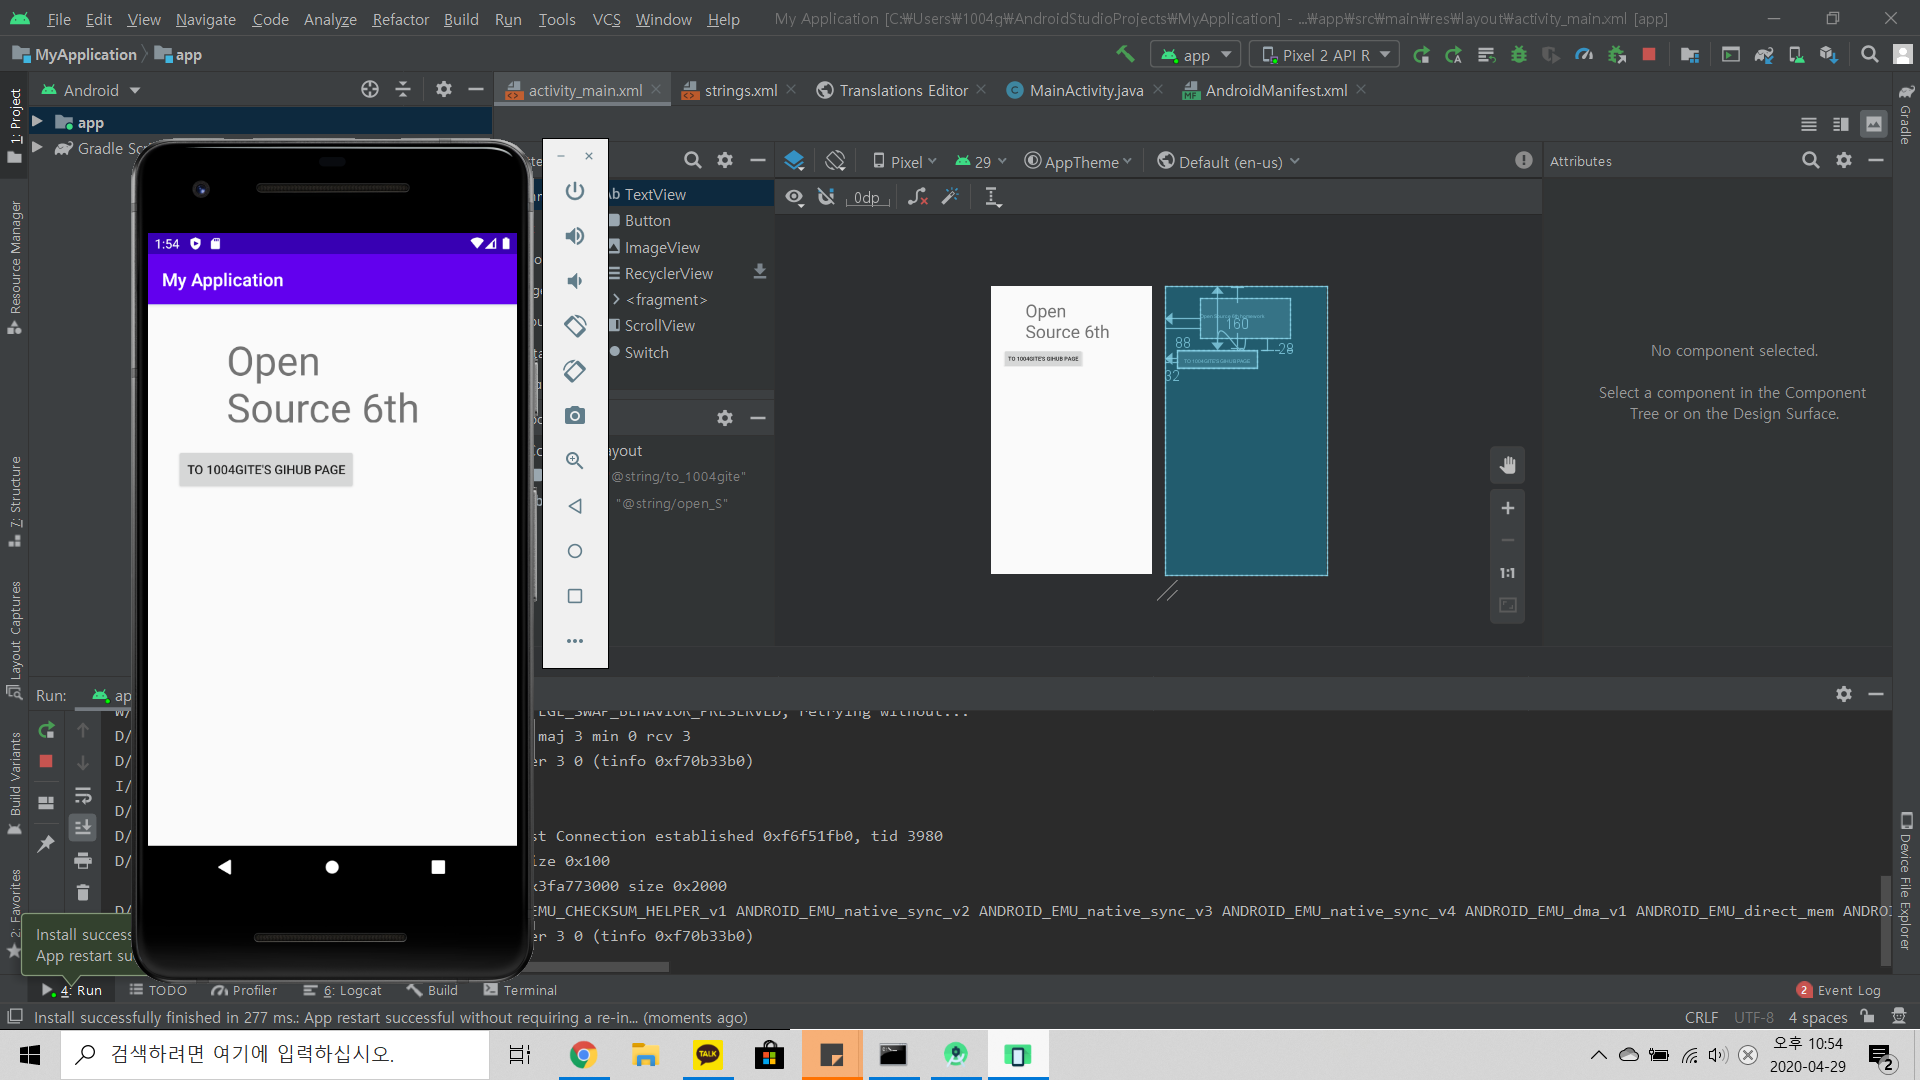 File Edit View Navigate Code Analyze Refactor Build Run Tools VCS Window Help My Application [C:₩Users₩1004g₩AndroidStudioProjects₩MyApplication] - ...₩app₩src₩main₩res₩layout₩activity_main.xml [app]
MyApplication app
app Pixel 2 API R
1: Project
Resource Manager
7: Structure
Layout Captures
Build Variants
2: Favorites
Android
activity_main.xml strings.xml Translations Editor MainActivity.java AndroidManifest.xml
Gradle
app
Gradle Sc
1:54
My Application
Open
Source 6th
TO 1004GITE'S GIHUB PAGE
Ab TextView
Button
ImageView
RecyclerView
<fragment>
ScrollView
Switch
ayout
@string/to_1004gite"
"@string/open_S"
Pixel 29 AppTheme Default (en-us)
0dp
Open
Source 6th
TO 1004GITE'S GIHUB PAGE
160
88
28
TO 1004GITE'S GIHUB PAGE
32
1:1
Attributes
No component selected.
Select a component in the Component
Tree or on the Design Surface.
Run: ap
W/ EGL_SWAP_BEHAVIOR_PRESERVED, retrying without...
D/ maj 3 min 0 rcv 3
D/ er 3 0 (tinfo 0xf70b33b0)
I/
D/
D/ st Connection established 0xf6f51fb0, tid 3980
D/ ize 0x100
x3fa773000 size 0x2000
D/ EMU_CHECKSUM_HELPER_v1 ANDROID_EMU_native_sync_v2 ANDROID_EMU_native_sync_v3 ANDROID_EMU_native_sync_v4 ANDROID_EMU_dma_v1 ANDROID_EMU_direct_mem ANDRO
er 3 0 (tinfo 0xf70b33b0)
Device File Explorer
Install success
App restart su
4: Run TODO Profiler 6: Logcat Build Terminal
2 Event Log
Install successfully finished in 277 ms.: App restart successful without requiring a re-in... (moments ago)
CRLF UTF-8 4 spaces
검색하려면 여기에 입력하십시오.
TALK
오후 10:54
2020-04-29
2